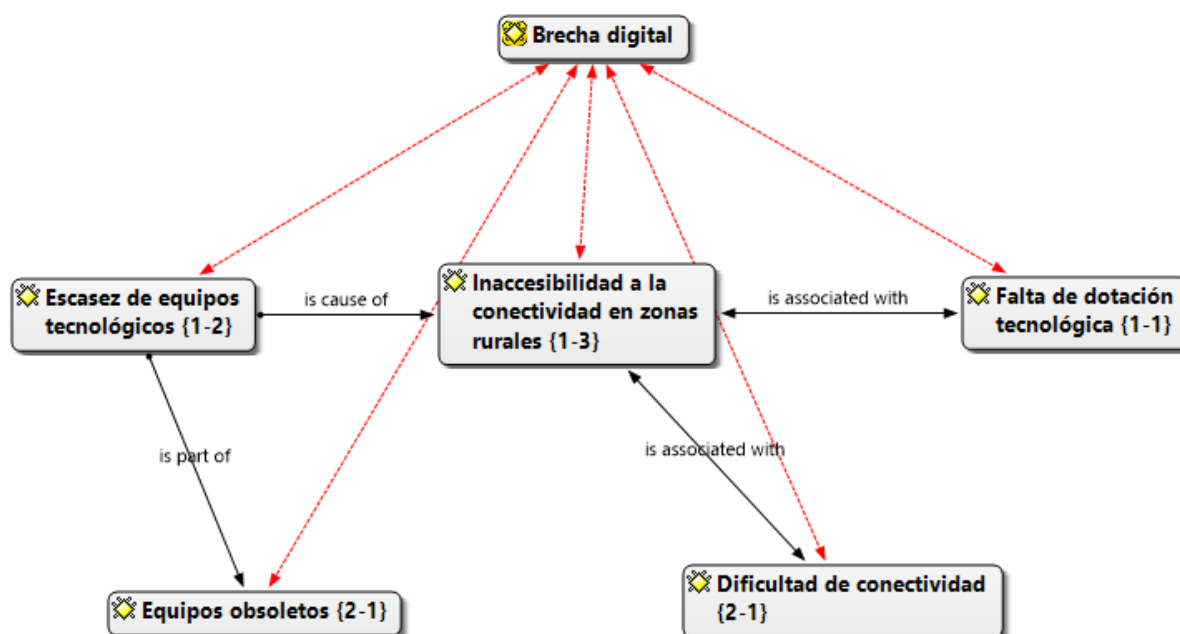 Brecha digital
Escasez de equipos
tecnológicos {1-2}
is cause of
Inaccesibilidad a la
conectividad en zonas
rurales {1-3}
is associated with
Falta de dotación
tecnológica {1-1}
is part of
is associated with
Equipos obsoletos {2-1}
Dificultad de conectividad
{2-1}